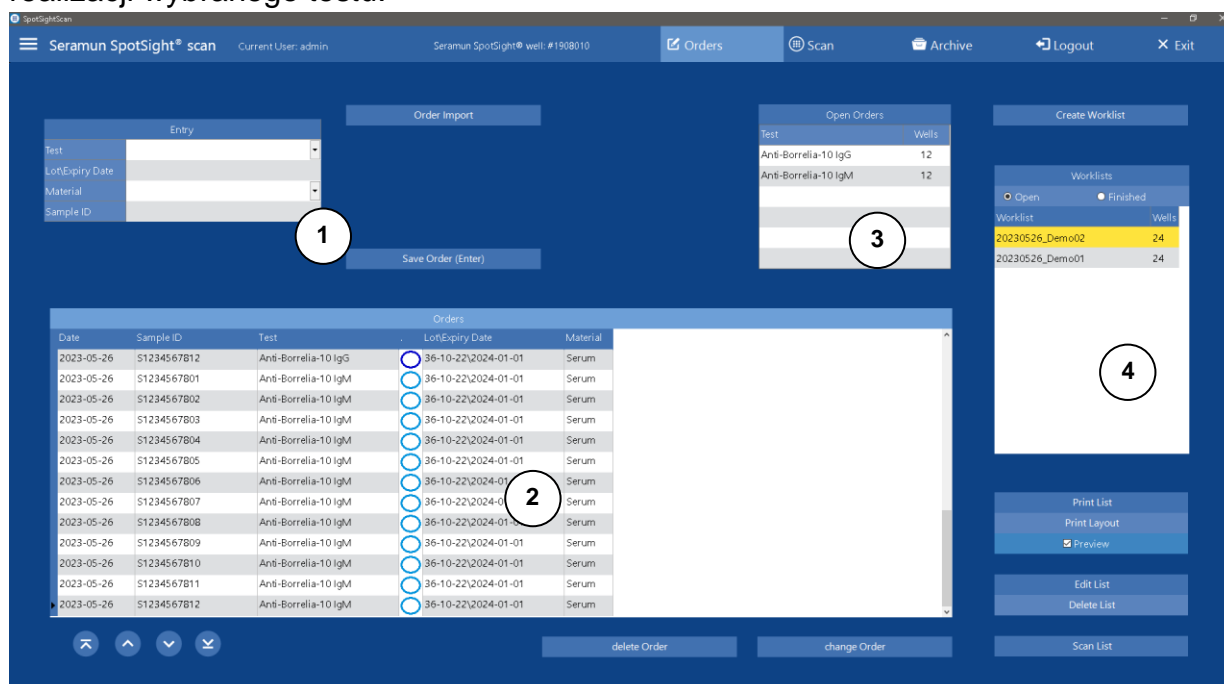 realizacji wybranego testu.
SpotSightScan
Seramun SpotSight® scan Current User: admin Seramun SpotSight® well: #1908010 Orders Scan Archive Logout Exit
Order Import
Entry
Test
Lot\Expiry Date
Material
Sample ID
1
Save Order (Enter)
Open Orders
Test Wells
Anti-Borrelia-10 IgG 12
Anti-Borrelia-10 IgM 12
3
Create Worklist
Worklists
Open Finished
Worklist Wells
20230526_Demo02 24
20230526_Demo01 24
4
Orders
Date Sample ID Test . Lot\Expiry Date Material
2023-05-26 S1234567812 Anti-Borrelia-10 IgG 36-10-22\2024-01-01 Serum
2023-05-26 S1234567801 Anti-Borrelia-10 IgM 36-10-22\2024-01-01 Serum
2023-05-26 S1234567802 Anti-Borrelia-10 IgM 36-10-22\2024-01-01 Serum
2023-05-26 S1234567803 Anti-Borrelia-10 IgM 36-10-22\2024-01-01 Serum
2023-05-26 S1234567804 Anti-Borrelia-10 IgM 36-10-22\2024-01-01 Serum
2023-05-26 S1234567805 Anti-Borrelia-10 IgM 36-10-22\2024-01-01 Serum
2023-05-26 S1234567806 Anti-Borrelia-10 IgM Serum
2023-05-26 S1234567807 Anti-Borrelia-10 IgM Serum
2023-05-26 S1234567808 Anti-Borrelia-10 IgM Serum
2
2023-05-26 S1234567809 Anti-Borrelia-10 IgM 36-10-22\2024-01-01 Serum
2023-05-26 S1234567810 Anti-Borrelia-10 IgM 36-10-22\2024-01-01 Serum
2023-05-26 S1234567811 Anti-Borrelia-10 IgM 36-10-22\2024-01-01 Serum
2023-05-26 S1234567812 Anti-Borrelia-10 IgM 36-10-22\2024-01-01 Serum
Print List
Print Layout
Preview
Edit List
Delete List
delete Order change Order Scan List